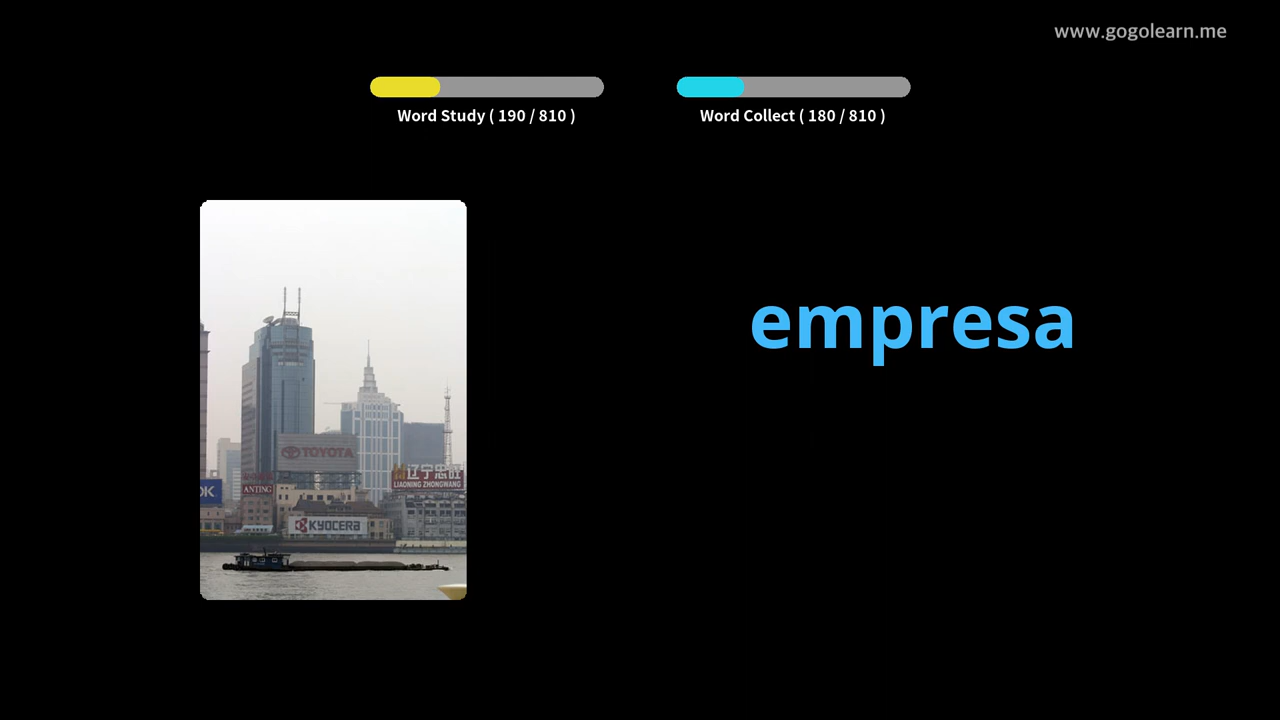 www.gogolearn.me
Word Study ( 190 / 810 )
Word Collect ( 180 / 810 )
empresa
TOYOTA
辽宁忠旺
LIAONING ZHONGWANG
OK
ANTING
KYOCERA